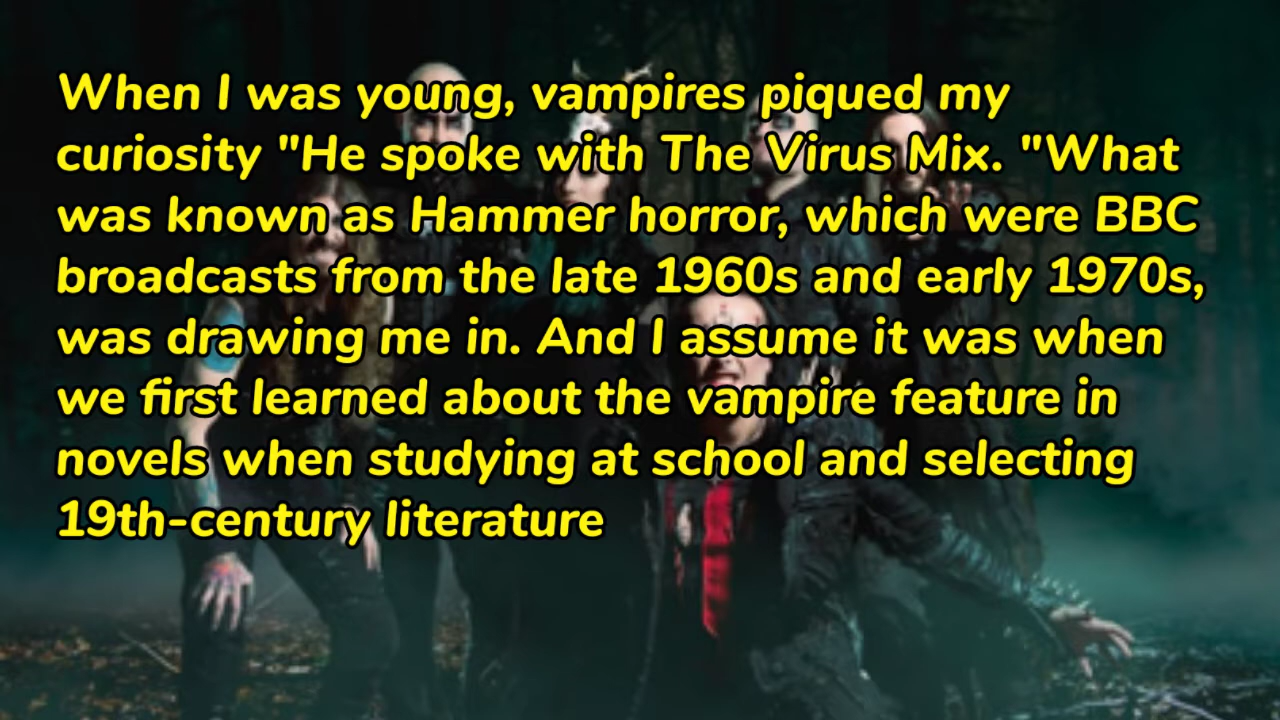 When I was young, vampires piqued my
curiosity "He spoke with The Virus Mix. "What
was known as Hammer horror, which were BBC
broadcasts from the late 1960s and early 1970s,
was drawing me in. And I assume it was when
we first learned about the vampire feature in
novels when studying at school and selecting
19th-century literature